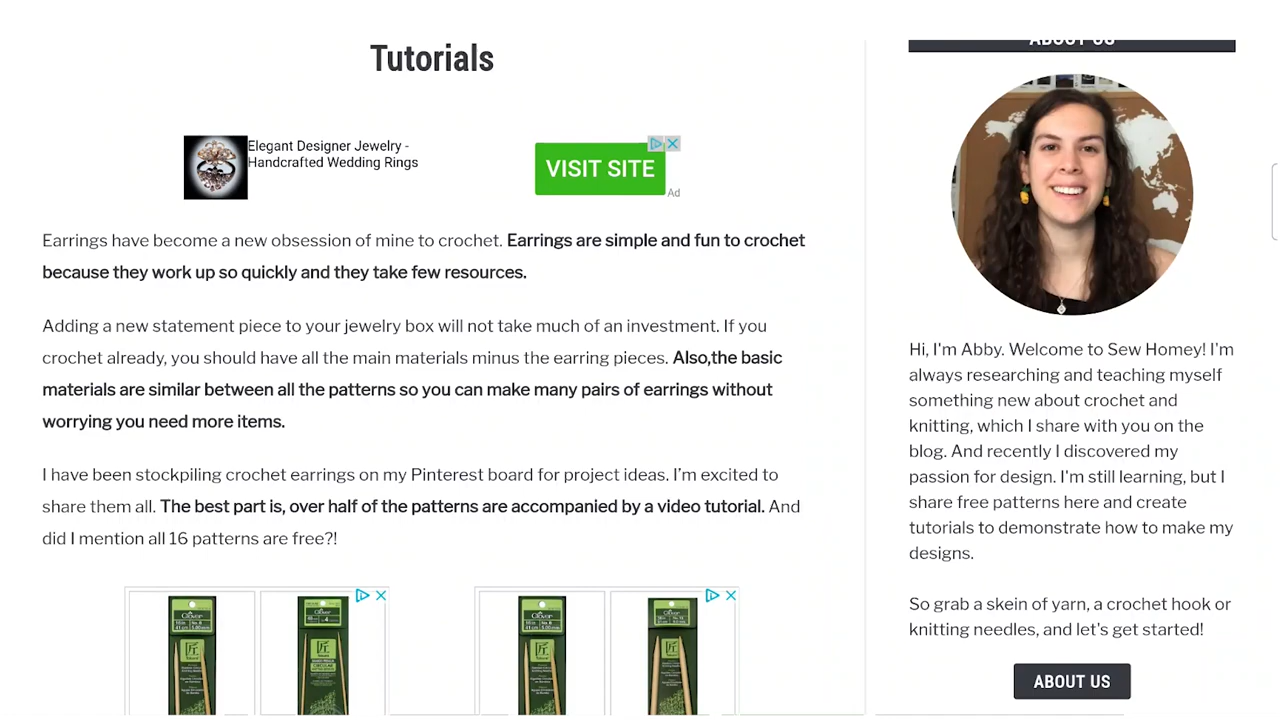 Tutorials
Elegant Designer Jewelry -
Handcrafted Wedding Rings
VISIT SITE
Ad
Earrings have become a new obsession of mine to crochet. Earrings are simple and fun to crochet
because they work up so quickly and they take few resources.
Adding a new statement piece to your jewelry box will not take much of an investment. If you
crochet already, you should have all the main materials minus the earring pieces. Also,the basic
materials are similar between all the patterns so you can make many pairs of earrings without
worrying you need more items.
I have been stockpiling crochet earrings on my Pinterest board for project ideas. I'm excited to
share them all. The best part is, over half of the patterns are accompanied by a video tutorial. And
did I mention all 16 patterns are free?!
Clover
Clover
Clover
Clover
ABOUT US
Hi, I'm Abby. Welcome to Sew Homey! I'm
always researching and teaching myself
something new about crochet and
knitting, which I share with you on the
blog. And recently I discovered my
passion for design. I'm still learning, but I
share free patterns here and create
tutorials to demonstrate how to make my
designs.
So grab a skein of yarn, a crochet hook or
knitting needles, and let's get started!
ABOUT US